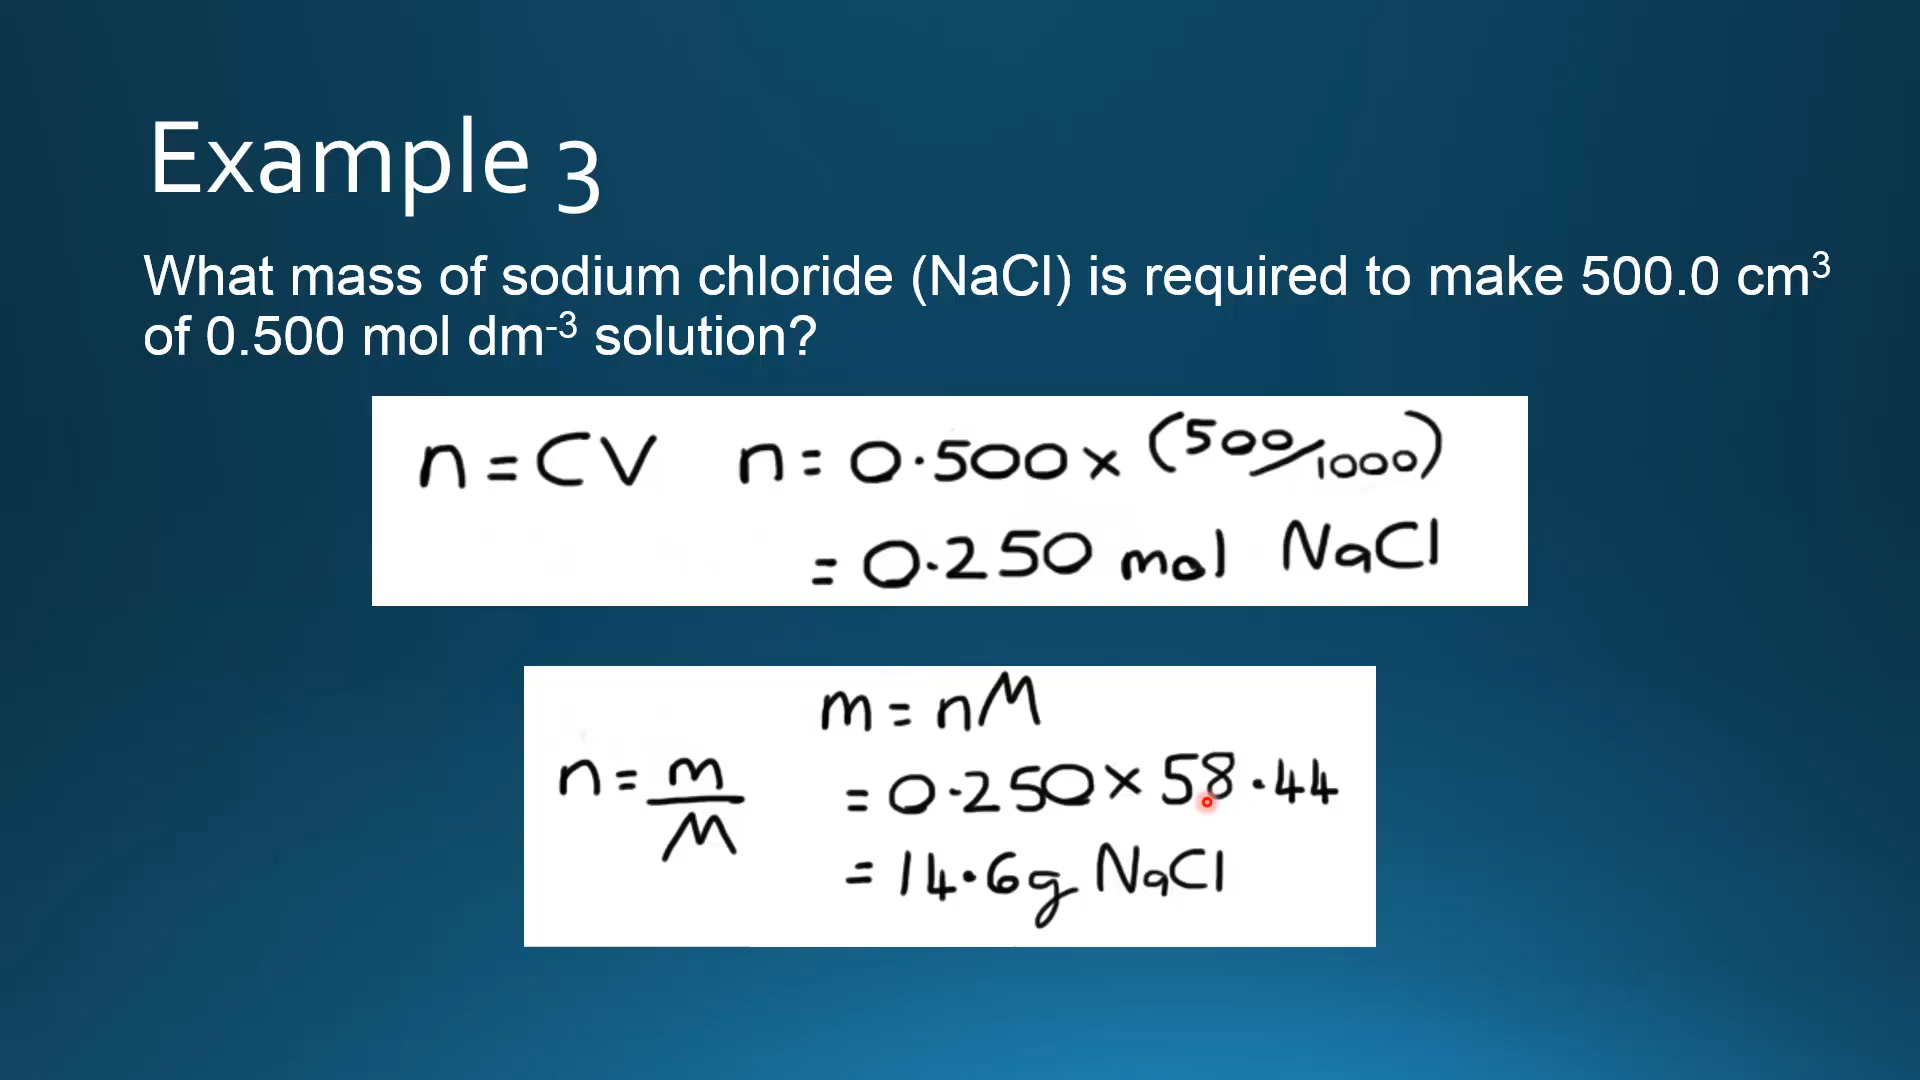 Example 3
What mass of sodium chloride (NaCl) is required to make 500.0 cm³
of 0.500 mol dm⁻³ solution?
n = CV n = 0.500 × (500/1000)
= 0.250 mol NaCl
m = nM
n = m/M = 0.250 × 58.44
= 14.6g NaCl